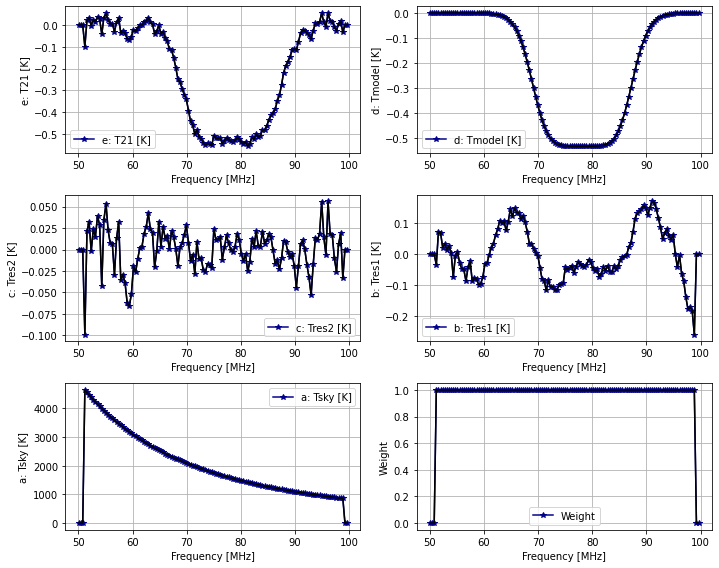 e: T21 [K]
0.0
−0.1
−0.2
−0.3
−0.4
−0.5
e: T21 [K]
50 60 70 80 90 100
Frequency [MHz]
d: Tmodel [K]
0.0
−0.1
−0.2
−0.3
−0.4
−0.5
d: Tmodel [K]
50 60 70 80 90 100
Frequency [MHz]
c: Tres2 [K]
0.050
0.025
0.000
−0.025
−0.050
−0.075
−0.100
c: Tres2 [K]
50 60 70 80 90 100
Frequency [MHz]
b: Tres1 [K]
0.1
0.0
−0.1
−0.2
b: Tres1 [K]
50 60 70 80 90 100
Frequency [MHz]
a: Tsky [K]
4000
3000
2000
1000
0
a: Tsky [K]
50 60 70 80 90 100
Frequency [MHz]
Weight
1.0
0.8
0.6
0.4
0.2
0.0
Weight
50 60 70 80 90 100
Frequency [MHz]